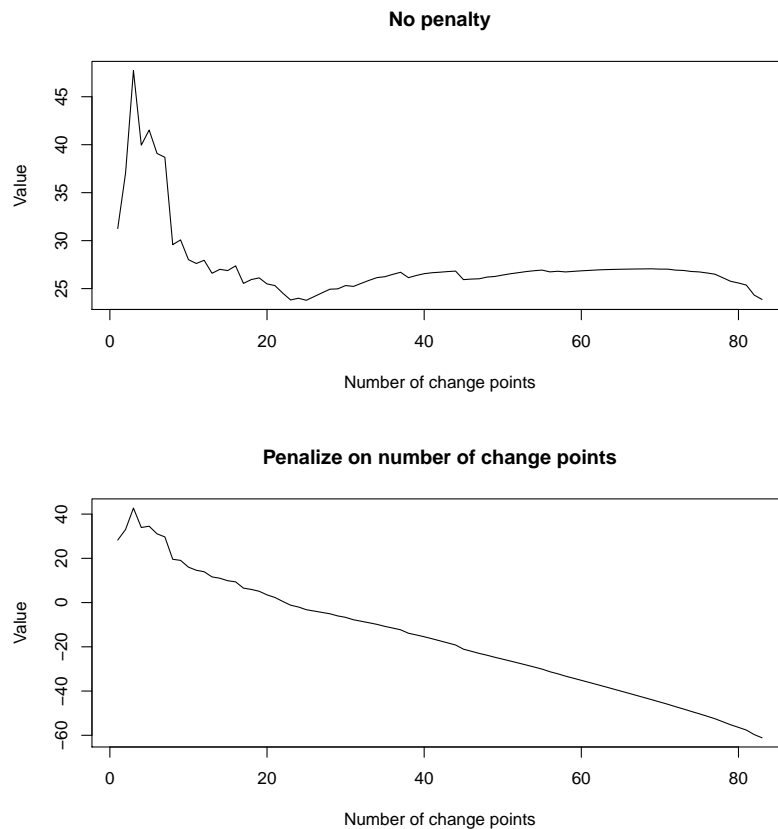 No penalty
Value
45
40
35
30
25
0 20 40 60 80
Number of change points
Penalize on number of change points
Value
40
20
0
−20
−40
−60
0 20 40 60 80
Number of change points